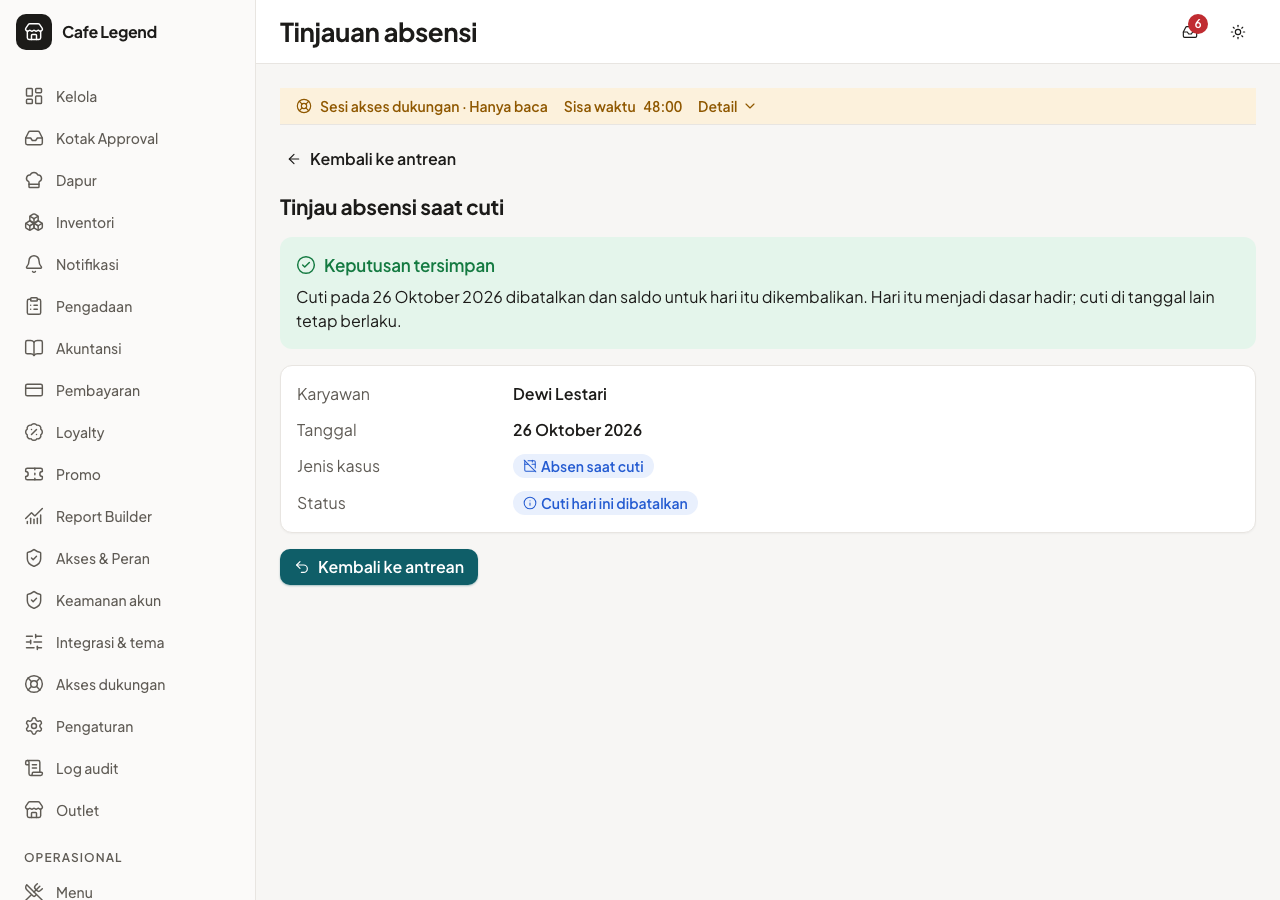 Cafe Legend
Kelola
Kotak Approval
Dapur
Inventori
Notifikasi
Pengadaan
Akuntansi
Pembayaran
Loyalty
Promo
Report Builder
Akses & Peran
Keamanan akun
Integrasi & tema
Akses dukungan
Pengaturan
Log audit
Outlet
OPERASIONAL
Menu
Tinjauan absensi
6
Sesi akses dukungan · Hanya baca Sisa waktu 48:00 Detail
Kembali ke antrean
Tinjau absensi saat cuti
Keputusan tersimpan
Cuti pada 26 Oktober 2026 dibatalkan dan saldo untuk hari itu dikembalikan. Hari itu menjadi dasar hadir; cuti di tanggal lain
tetap berlaku.
Karyawan Dewi Lestari
Tanggal 26 Oktober 2026
Jenis kasus Absen saat cuti
Status Cuti hari ini dibatalkan
Kembali ke antrean